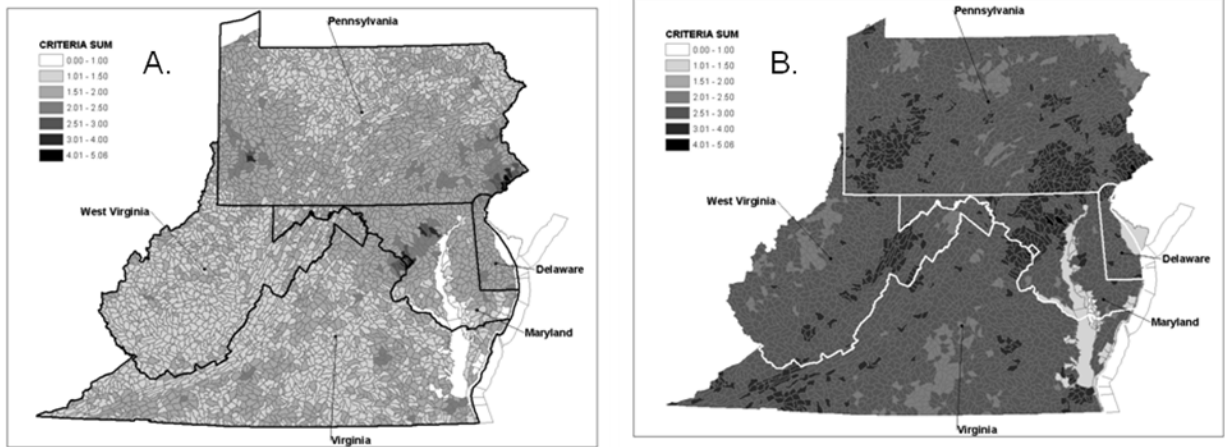 CRITERIA SUM
0.00 - 1.00
1.01 - 1.50
1.51 - 2.00
2.01 - 2.50
2.51 - 3.00
3.01 - 4.00
4.01 - 5.06
A.
Pennsylvania
West Virginia
Delaware
Maryland
Virginia
CRITERIA SUM
0.00 - 1.00
1.01 - 1.50
1.51 - 2.00
2.01 - 2.50
2.51 - 3.00
3.01 - 4.00
4.01 - 5.06
B.
Pennsylvania
West Virginia
Delaware
Maryland
Virginia